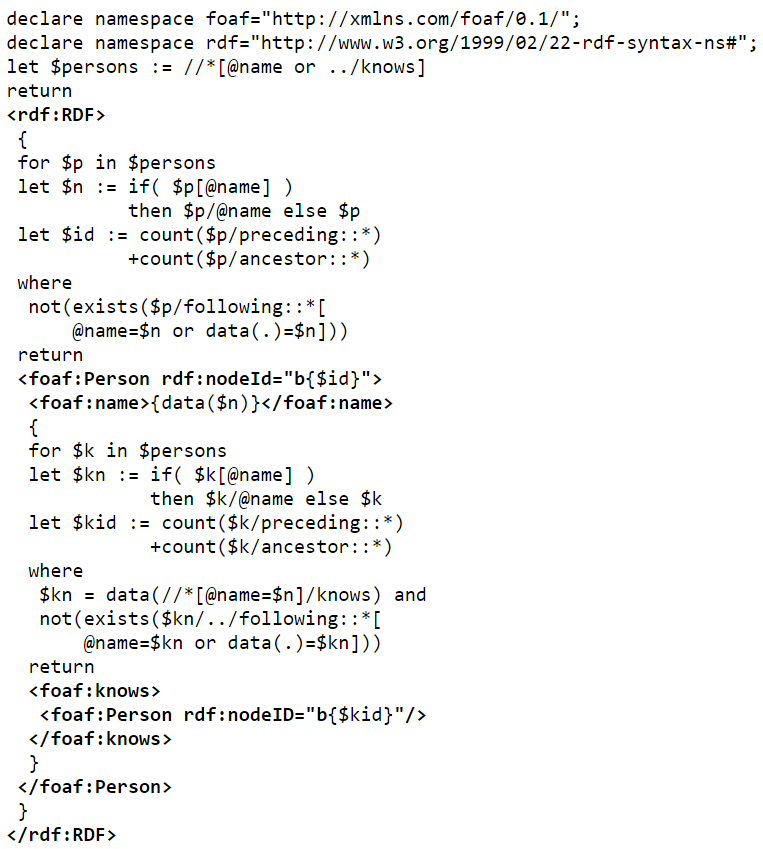 declare namespace foaf="http://xmlns.com/foaf/0.1/";
declare namespace rdf="http://www.w3.org/1999/02/22-rdf-syntax-ns#";
let $persons := //*[@name or ../knows]
return
<rdf:RDF>
 {
 for $p in $persons
 let $n := if( $p[@name] )
           then $p/@name else $p
 let $id := count($p/preceding::*)
           +count($p/ancestor::*)
 where
  not(exists($p/following::*[
      @name=$n or data(.)=$n]))
 return
 <foaf:Person rdf:nodeId="b{$id}">
  <foaf:name>{data($n)}</foaf:name>
  {
  for $k in $persons
  let $kn := if( $k[@name] )
             then $k/@name else $k
  let $kid := count($k/preceding::*)
             +count($k/ancestor::*)
  where
   $kn = data(//*[@name=$n]/knows) and
   not(exists($kn/../following::*[
       @name=$kn or data(.)=$kn]))
  return
  <foaf:knows>
   <foaf:Person rdf:nodeID="b{$kid}"/>
  </foaf:knows>
  }
 </foaf:Person>
 }
</rdf:RDF>